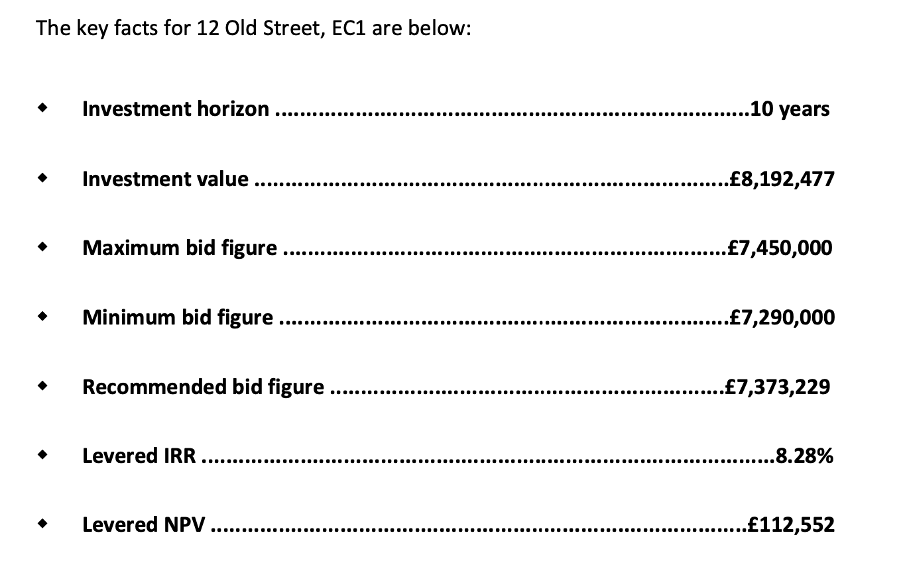 The key facts for 12 Old Street, EC1 are below:
◆ Investment horizon ............................................................................10 years
◆ Investment value ............................................................................£8,192,477
◆ Maximum bid figure .......................................................................£7,450,000
◆ Minimum bid figure ........................................................................£7,290,000
◆ Recommended bid figure ...............................................................£7,373,229
◆ Levered IRR ............................................................................................8.28%
◆ Levered NPV ......................................................................................£112,552